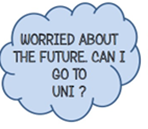 WORRIED ABOUT
THE FUTURE. CAN I
GO TO
UNI ?